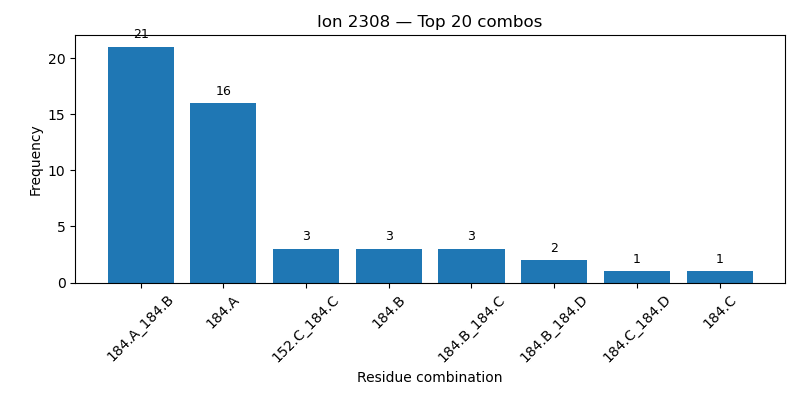 Ion 2308 — Top 20 combos
21
16
3
3
3
2
1
1
20
15
10
5
0
Frequency
184.A_184.B
184.A
152.C_184.C
184.B
184.B_184.C
184.B_184.D
184.C_184.D
184.C
Residue combination